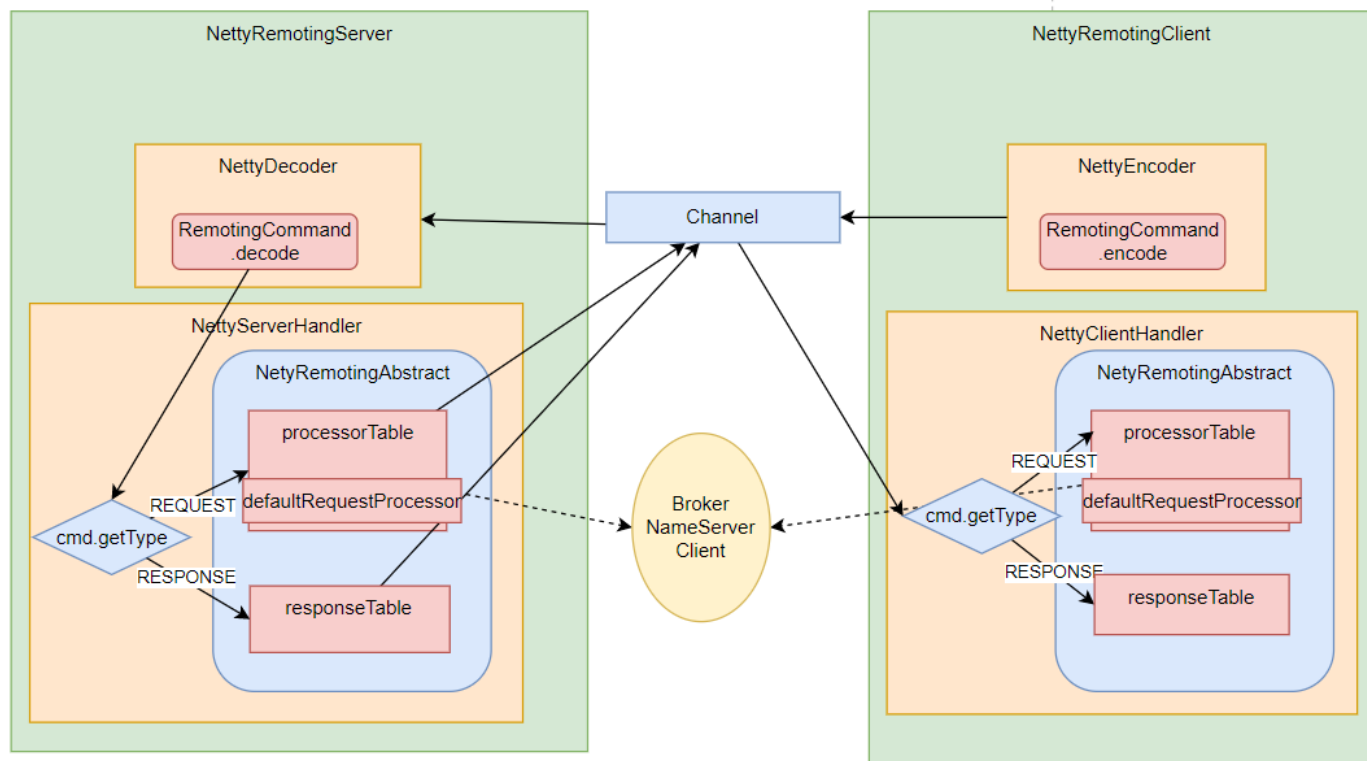 NettyRemotingServer
NettyDecoder
RemotingCommand
.decode
NettyServerHandler
NetyRemotingAbstract
processorTable
defaultRequestProcessor
REQUEST
cmd.getType
RESPONSE
responseTable
Channel
Broker
NameServer
Client
NettyRemotingClient
NettyEncoder
RemotingCommand
.encode
NettyClientHandler
NetyRemotingAbstract
processorTable
REQUEST
defaultRequestProcessor
cmd.getType
RESPONSE
responseTable